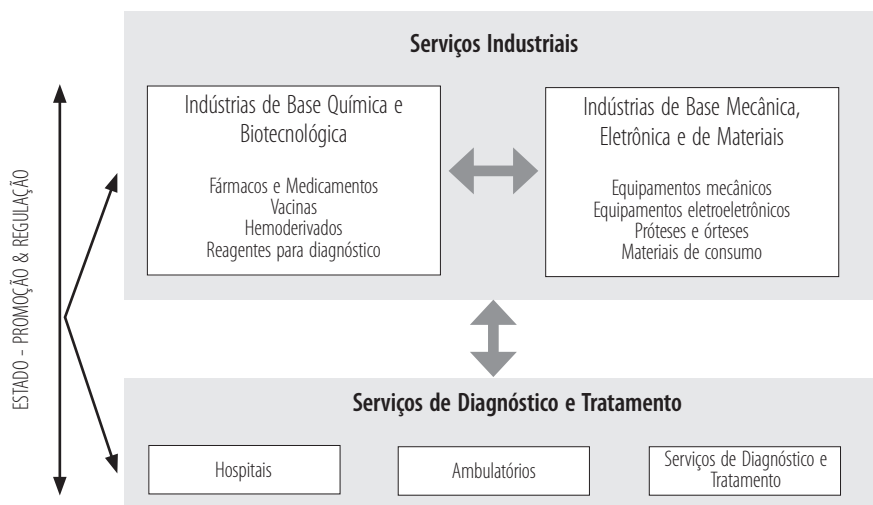 Serviços Industriais
Indústrias de Base Química e
Biotecnológica
Fármacos e Medicamentos
Vacinas
Hemoderivados
Reagentes para diagnóstico
Indústrias de Base Mecânica,
Eletrônica e de Materiais
Equipamentos mecânicos
Equipamentos eletroeletrônicos
Próteses e órteses
Materiais de consumo
ESTADO - PROMOÇÃO & REGULAÇÃO
Serviços de Diagnóstico e Tratamento
Hospitais
Ambulatórios
Serviços de Diagnóstico e
Tratamento